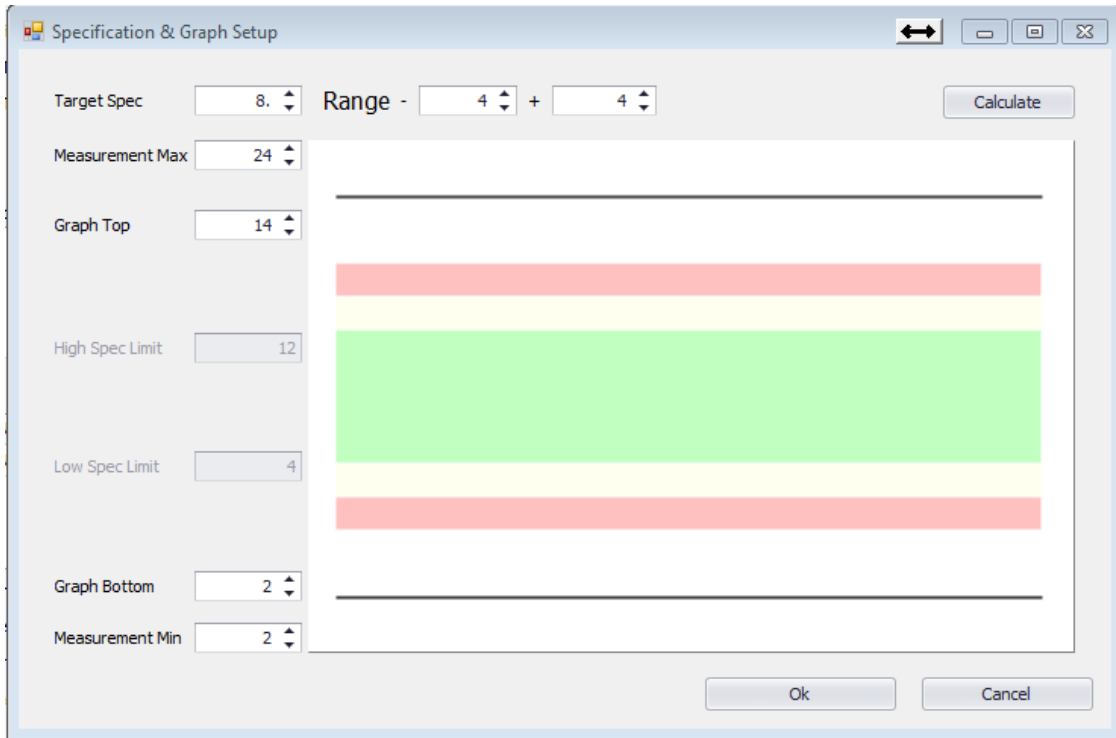 Specification & Graph Setup
Target Spec 8. Range - 4 + 4 Calculate
Measurement Max 24
Graph Top 14
High Spec Limit 12
Low Spec Limit 4
Graph Bottom 2
Measurement Min 2
Ok Cancel